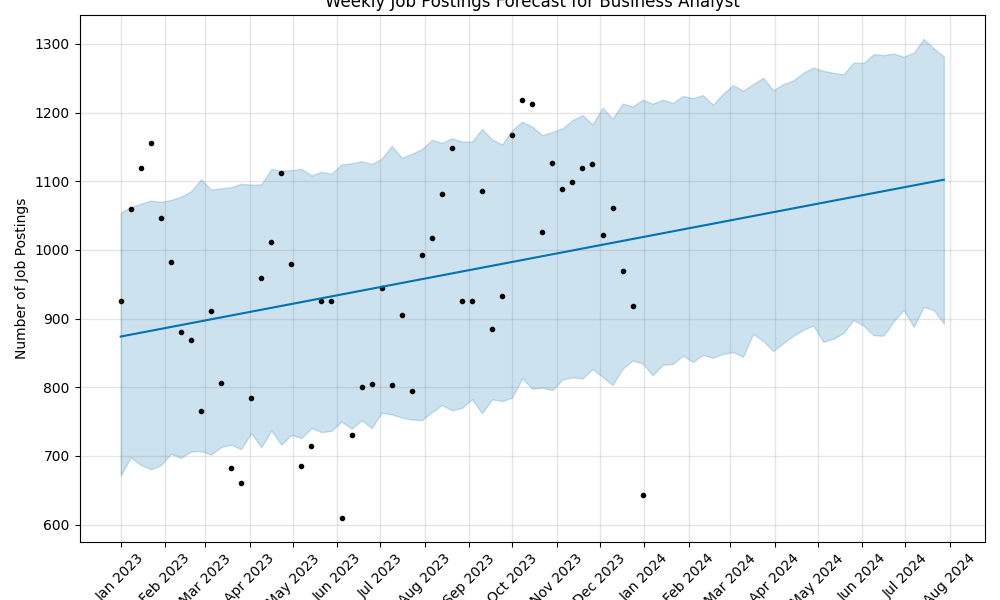 Weekly Job Postings Forecast for Business Analyst
Number of Job Postings
1300
1200
1100
1000
900
800
700
600
Jan 2023
Feb 2023
Mar 2023
Apr 2023
May 2023
Jun 2023
Jul 2023
Aug 2023
Sep 2023
Oct 2023
Nov 2023
Dec 2023
Jan 2024
Feb 2024
Mar 2024
Apr 2024
May 2024
Jun 2024
Jul 2024
Aug 2024